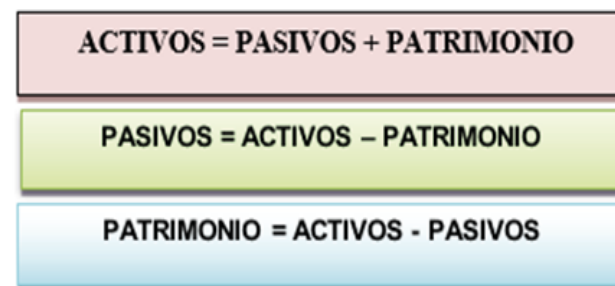 ACTIVOS = PASIVOS + PATRIMONIO
PASIVOS = ACTIVOS – PATRIMONIO
PATRIMONIO = ACTIVOS - PASIVOS